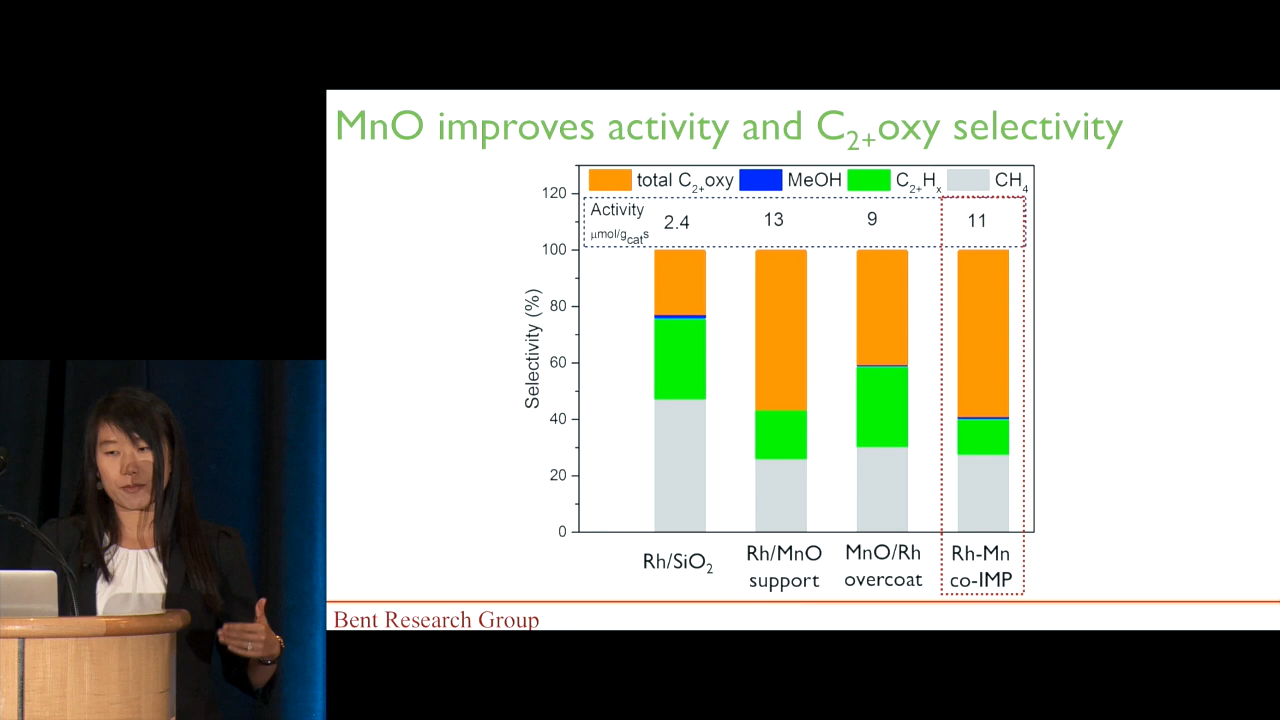 MnO improves activity and C₂₊oxy selectivity
total C₂₊oxy MeOH C₂₊Hₓ CH₄
Activity
μmol/g_cat s
2.4 13 9 11
Selectivity (%)
120
100
80
60
40
20
0
Rh/SiO₂
Rh/MnO
support
MnO/Rh
overcoat
Rh-Mn
co-IMP
Bent Research Group